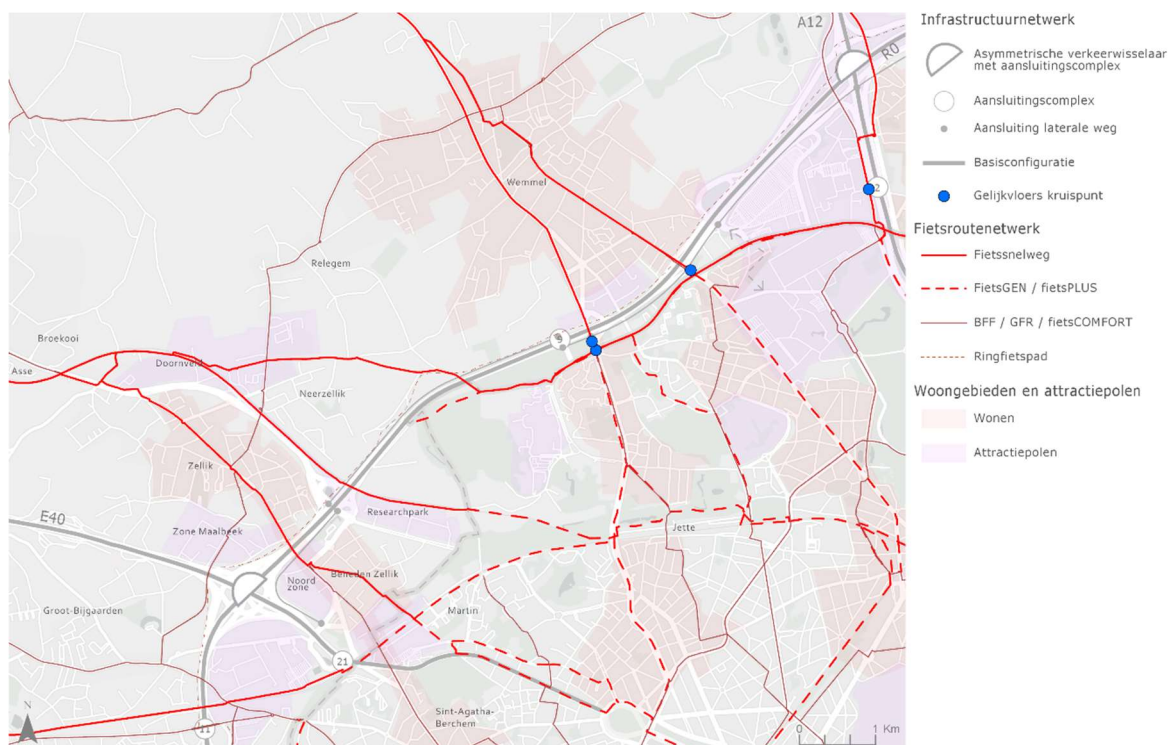 A12
R0
Wemmel
2
Relegem
Broekooi
Asse
Doornveld
Neerzellik
9
Zellik
E40
Zone Maalbeek
Researchpark
Jette
Noord
zone
Beneden Zellik
Groot-Bijgaarden
Martin
21
11
Sint-Agatha-
Berchem
N
0
1 Km
Infrastructuurnetwerk
Asymmetrische verkeerwisselaar
met aansluitingscomplex
Aansluitingscomplex
Aansluiting laterale weg
Basisconfiguratie
Gelijkvloers kruispunt
Fietsroutenetwerk
Fietssnelweg
FietsGEN / fietsPLUS
BFF / GFR / fietsCOMFORT
Ringfietspad
Woongebieden en attractiepolen
Wonen
Attractiepolen